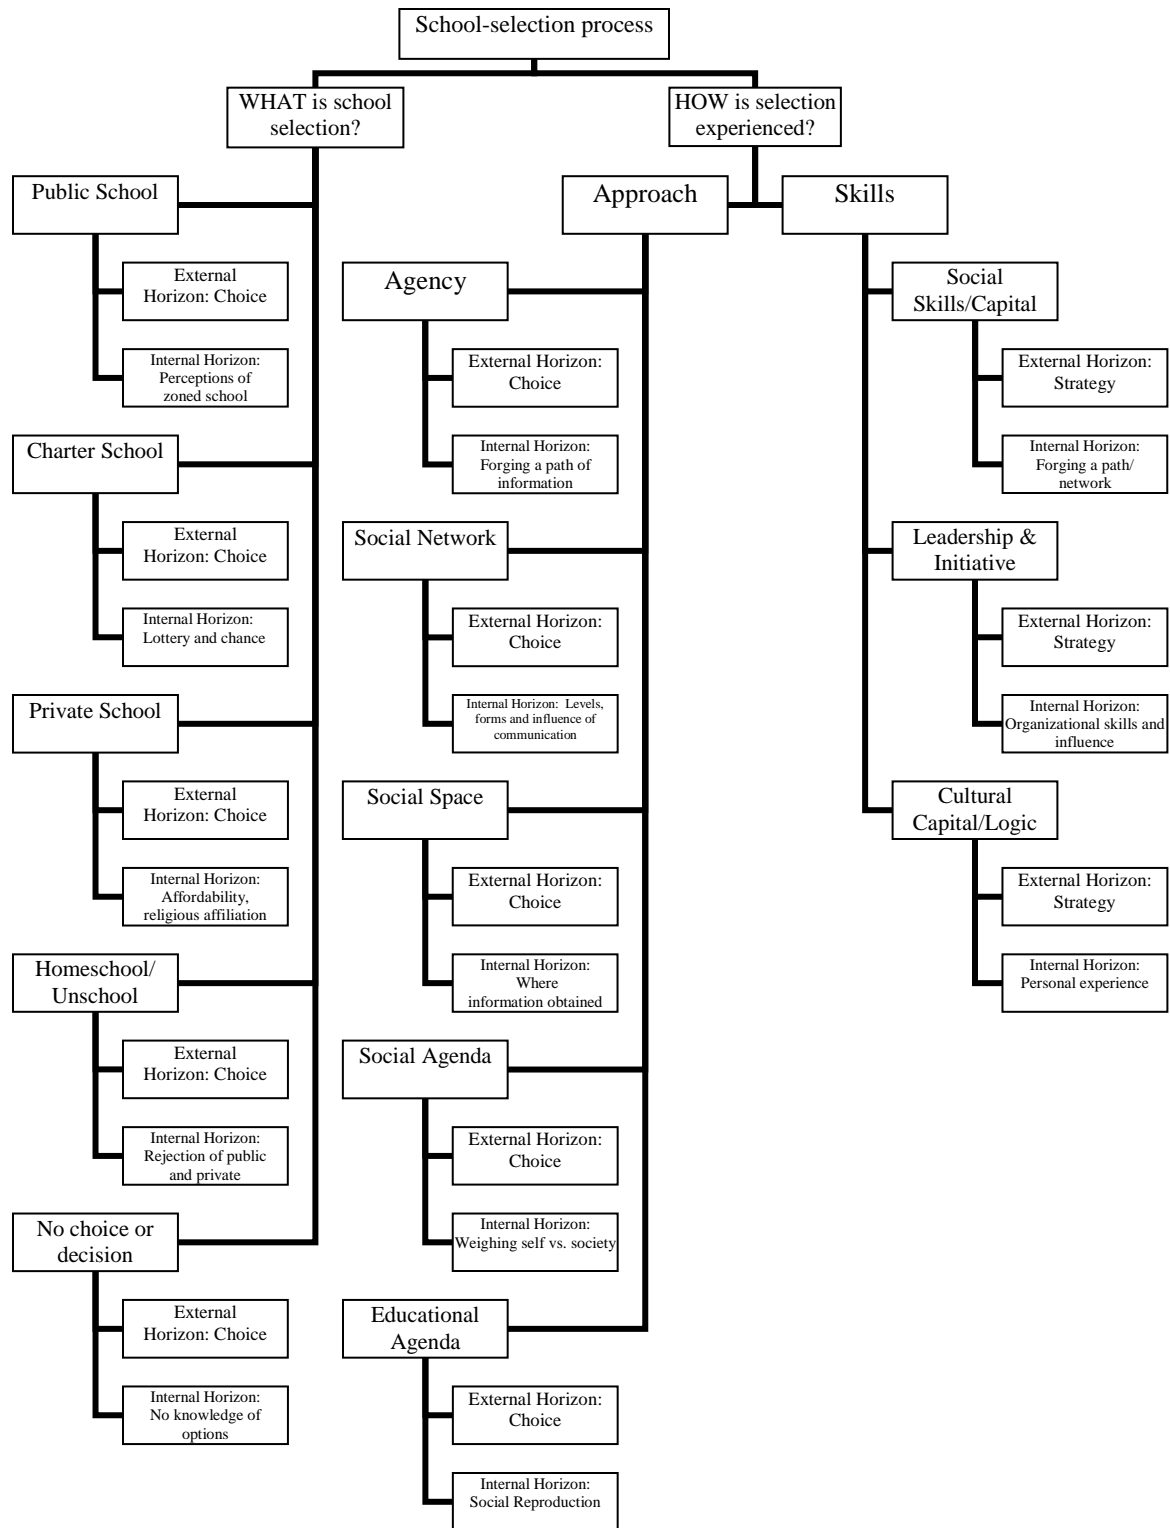 School-selection process
WHAT is school
selection?
HOW is selection
experienced?
Public School
External
Horizon: Choice
Internal Horizon:
Perceptions of
zoned school
Charter School
External
Horizon: Choice
Internal Horizon:
Lottery and chance
Private School
External
Horizon: Choice
Internal Horizon:
Affordability,
religious affiliation
Homeschool/
Unschool
External
Horizon: Choice
Internal Horizon:
Rejection of public
and private
No choice or
decision
External
Horizon: Choice
Internal Horizon:
No knowledge of
options
Approach
Agency
External Horizon:
Choice
Internal Horizon:
Forging a path of
information
Social Network
External Horizon:
Choice
Internal Horizon: Levels,
forms and influence of
communication
Social Space
External Horizon:
Choice
Internal Horizon:
Where
information obtained
Social Agenda
External Horizon:
Choice
Internal Horizon:
Weighing self vs. society
Educational
Agenda
External Horizon:
Choice
Internal Horizon:
Social Reproduction
Skills
Social
Skills/Capital
External Horizon:
Strategy
Internal Horizon:
Forging a path/
network
Leadership &
Initiative
External Horizon:
Strategy
Internal Horizon:
Organizational skills and
influence
Cultural
Capital/Logic
External Horizon:
Strategy
Internal Horizon:
Personal experience